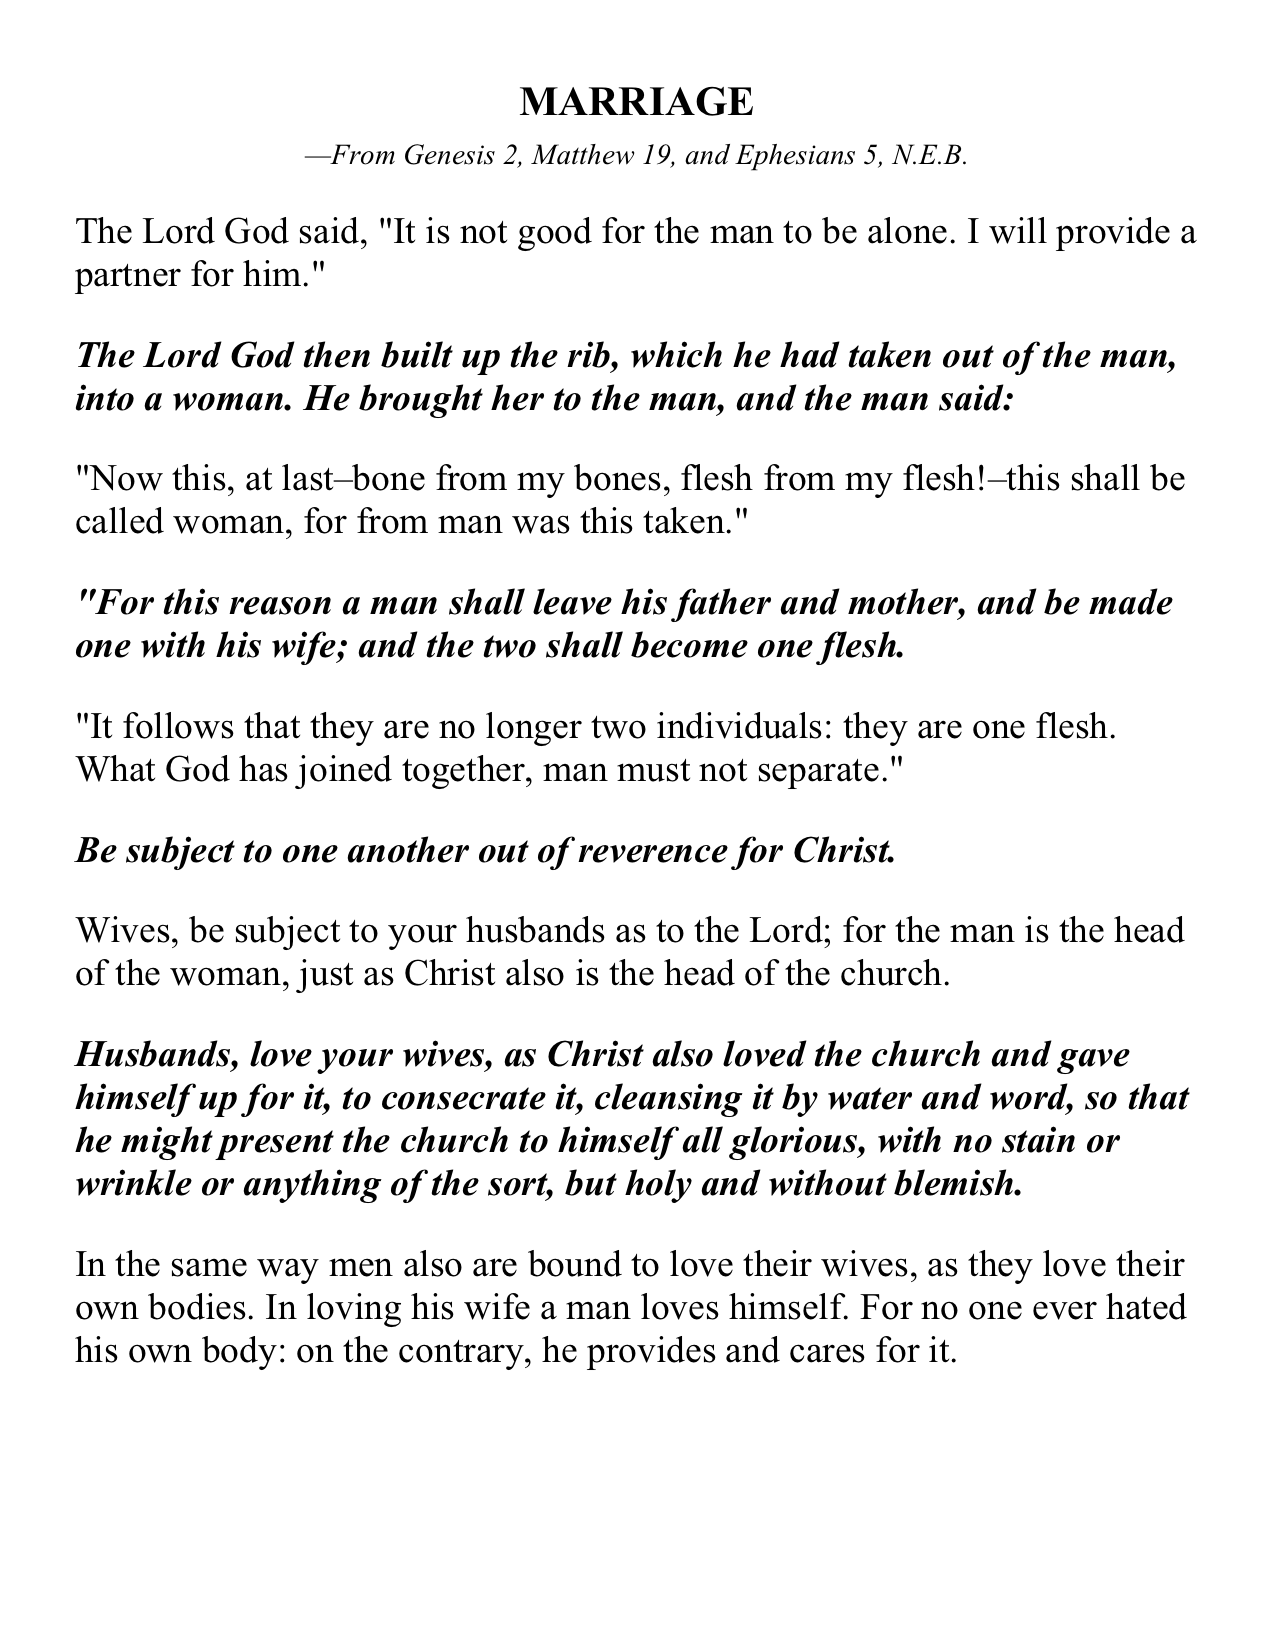 MARRIAGE
—From Genesis 2, Matthew 19, and Ephesians 5, N.E.B.
The Lord God said, "It is not good for the man to be alone. I will provide a
partner for him."
The Lord God then built up the rib, which he had taken out of the man,
into a woman. He brought her to the man, and the man said:
"Now this, at last–bone from my bones, flesh from my flesh!–this shall be
called woman, for from man was this taken."
"For this reason a man shall leave his father and mother, and be made
one with his wife; and the two shall become one flesh.
"It follows that they are no longer two individuals: they are one flesh.
What God has joined together, man must not separate."
Be subject to one another out of reverence for Christ.
Wives, be subject to your husbands as to the Lord; for the man is the head
of the woman, just as Christ also is the head of the church.
Husbands, love your wives, as Christ also loved the church and gave
himself up for it, to consecrate it, cleansing it by water and word, so that
he might present the church to himself all glorious, with no stain or
wrinkle or anything of the sort, but holy and without blemish.
In the same way men also are bound to love their wives, as they love their
own bodies. In loving his wife a man loves himself. For no one ever hated
his own body: on the contrary, he provides and cares for it.